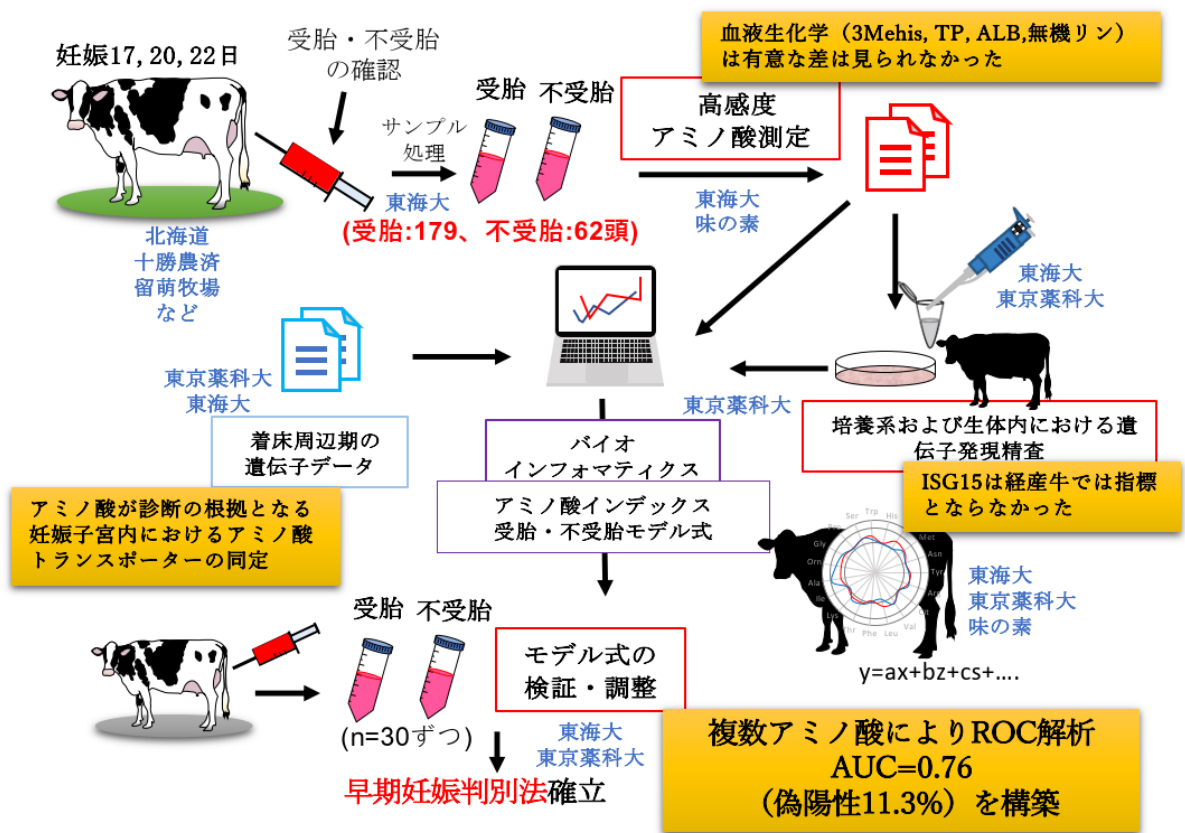 妊娠17, 20, 22日
受胎・不受胎
の確認
受胎
不受胎
サンプル
処理
東海大
(受胎:179、不受胎:62頭)
北海道
十勝農済
留萌牧場
など
高感度
アミノ酸測定
東海大
味の素
血液生化学（3Mehis, TP, ALB,無機リン）
は有意な差は見られなかった
東海大
東京薬科大
東京薬科大
東海大
着床周辺期の
遺伝子データ
アミノ酸が診断の根拠となる
妊娠子宮内におけるアミノ酸
トランスポーターの同定
東京薬科大
培養系および生体内における遺
伝子発現精査
ISG15は経産牛では指標
とならなかった
バイオ
インフォマティクス
アミノ酸インデックス
受胎・不受胎モデル式
Trp
His
Met
Asn
Tyr
Val
Leu
Phe
Thr
Lys
Ile
Ala
Orn
Gly
Ser
東海大
東京薬科大
味の素
y=ax+bz+cs+....
受胎
不受胎
(n=30ずつ)
モデル式の
検証・調整
東海大
東京薬科大
早期妊娠判別法確立
複数アミノ酸によりROC解析
AUC=0.76
（偽陽性11.3%）を構築